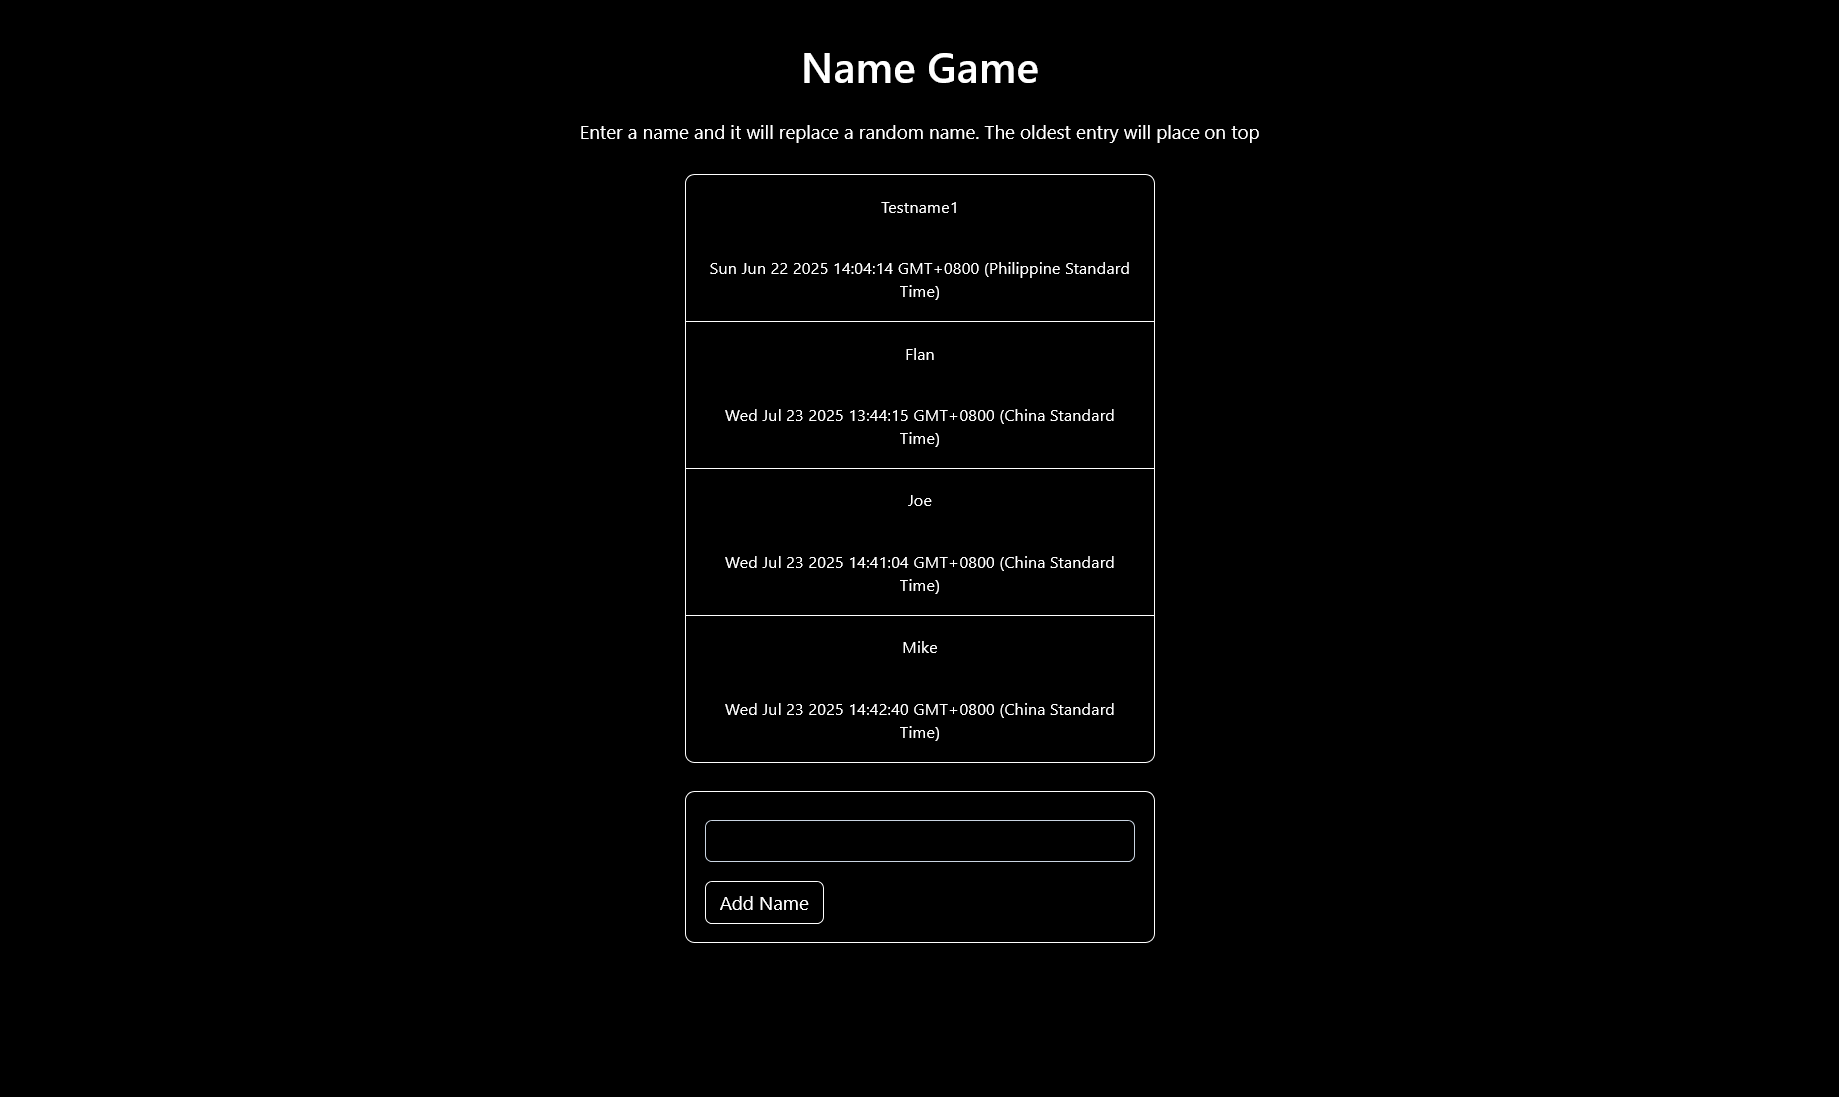 Name Game
Enter a name and it will replace a random name. The oldest entry will place on top
Testname1
Sun Jun 22 2025 14:04:14 GMT+0800 (Philippine Standard
Time)
Flan
Wed Jul 23 2025 13:44:15 GMT+0800 (China Standard
Time)
Joe
Wed Jul 23 2025 14:41:04 GMT+0800 (China Standard
Time)
Mike
Wed Jul 23 2025 14:42:40 GMT+0800 (China Standard
Time)
Add Name